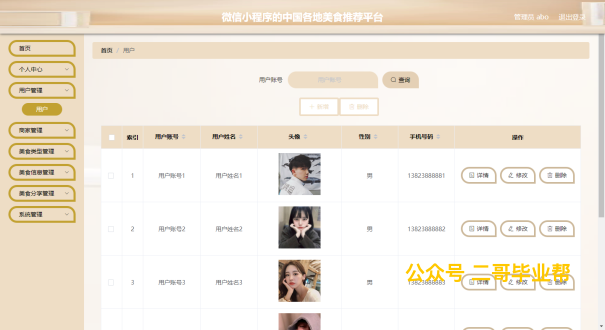 微信小程序的中国各地美食推荐平台
管理员 abo 退出登录
首页
个人中心
用户管理
用户
商家管理
美食类型管理
美食信息管理
美食分享管理
系统管理
首页 / 用户
用户账号 用户账号 查询
新增 删除
索引 用户账号 用户姓名 头像 性别 手机号码 操作
1 用户账号1 用户姓名1 男 13823888881 详情 修改 删除
2 用户账号2 用户姓名2 男 13823888882 详情 修改 删除
3 用户账号3 用户姓名3 男 13823888883 详情 修改 删除
公众号 二哥毕业帮